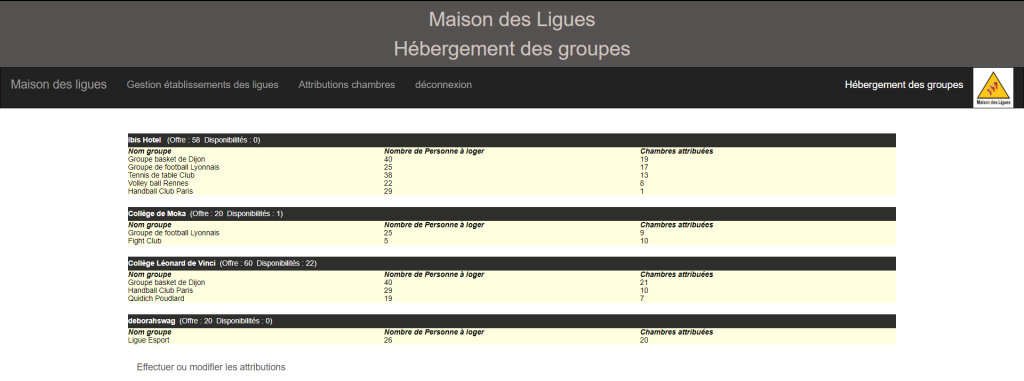 Maison des Ligues
Hébergement des groupes
Maison des ligues Gestion établissements des ligues Attributions chambres déconnexion Hébergement des groupes
Maison des Ligues
Ibis Hotel (Offre : 58 Disponibilités : 0)
Nom groupe Nombre de Personne à loger Chambres attribuées
Groupe basket de Dijon 40 19
Groupe de football Lyonnais 25 17
Tennis de table Club 38 13
Volley ball Rennes 22 8
Handball Club Paris 29 1
Collège de Moka (Offre : 20 Disponibilités : 1)
Nom groupe Nombre de Personne à loger Chambres attribuées
Groupe de football Lyonnais 25 9
Fight Club 5 10
Collège Léonard de Vinci (Offre : 60 Disponibilités : 22)
Nom groupe Nombre de Personne à loger Chambres attribuées
Groupe basket de Dijon 40 21
Handball Club Paris 29 10
Quidich Poudlard 19 7
deborahswag (Offre : 20 Disponibilités : 0)
Nom groupe Nombre de Personne à loger Chambres attribuées
Ligue Esport 26 20
Effectuer ou modifier les attributions